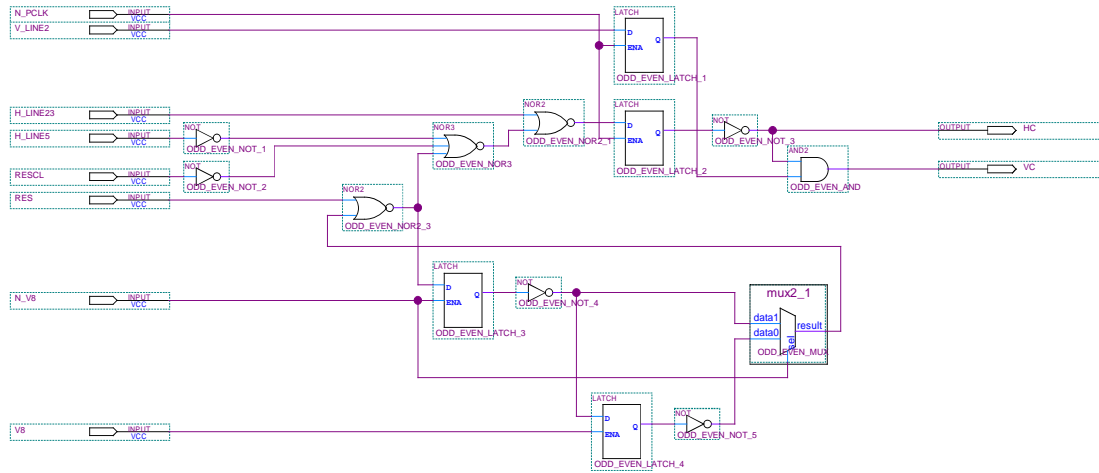 N_PCLK INPUT VCC
V_LINE2 INPUT VCC
LATCH
D Q
ENA
ODD_EVEN_LATCH_1
H_LINE23 INPUT VCC
H_LINE5 INPUT VCC
NOT
ODD_EVEN_NOT_1
RESCL INPUT VCC
NOT
ODD_EVEN_NOT_2
RES INPUT VCC
NOR2
ODD_EVEN_NOR2_3
NOR3
ODD_EVEN_NOR3
NOR2
ODD_EVEN_NOR2_1
LATCH
D Q
ENA
ODD_EVEN_LATCH_2
NOT
ODD_EVEN_NOT_3
OUTPUT HC
AND2
ODD_EVEN_AND
OUTPUT VC
N_V8 INPUT VCC
LATCH
D Q
ENA
ODD_EVEN_LATCH_3
NOT
ODD_EVEN_NOT_4
mux2_1
data1
data0
result
sel
ODD_EVEN_MUX
V8 INPUT VCC
LATCH
D Q
ENA
ODD_EVEN_LATCH_4
NOT
ODD_EVEN_NOT_5